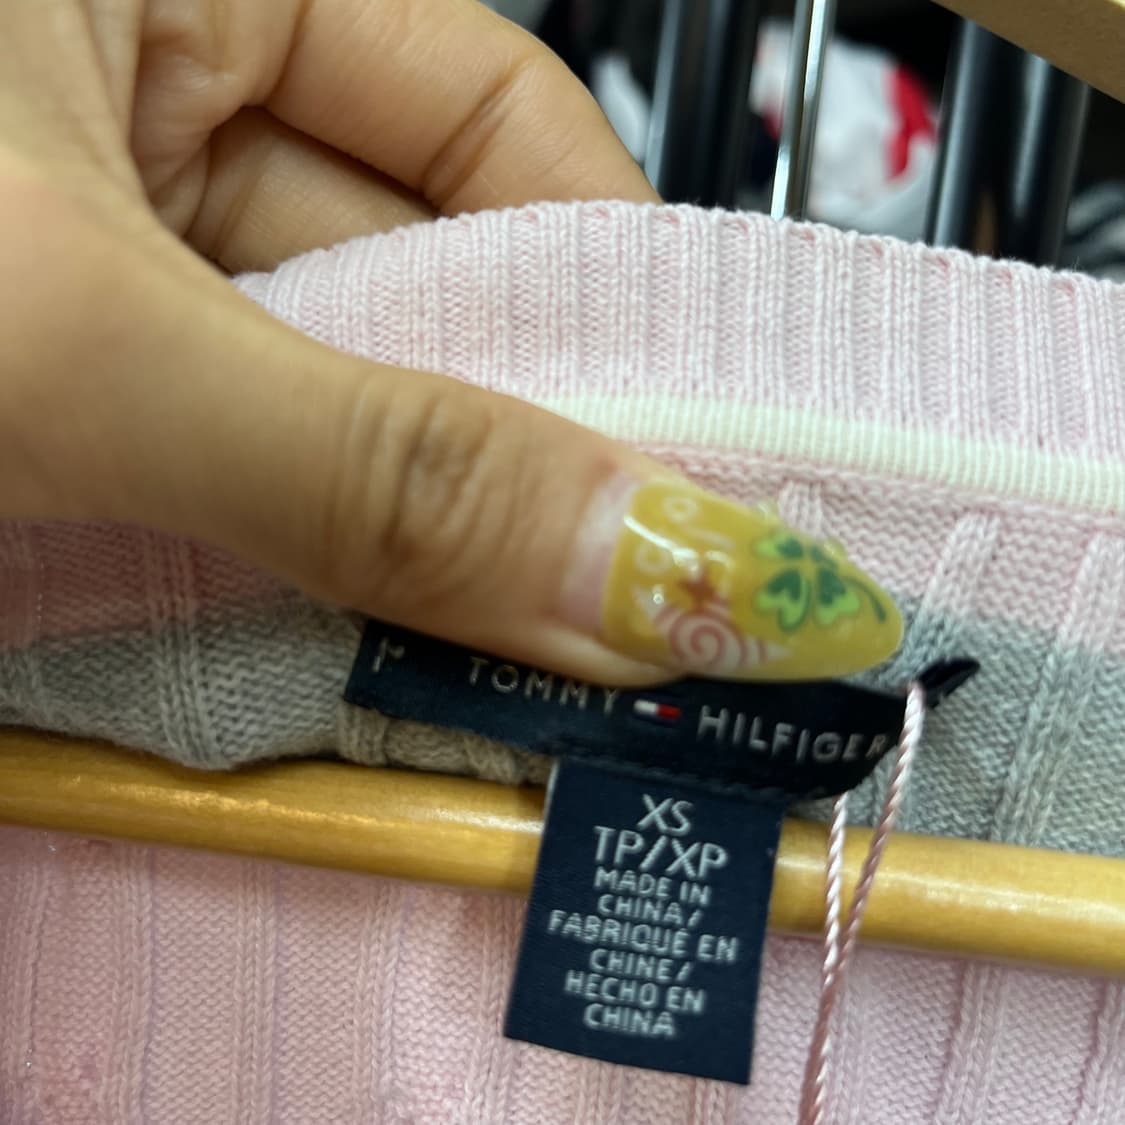 TOMMY HILFIGER
XS
TP/XP
MADE IN
CHINA/
FABRIQUÉ EN
CHINE/
HECHO EN
CHINA